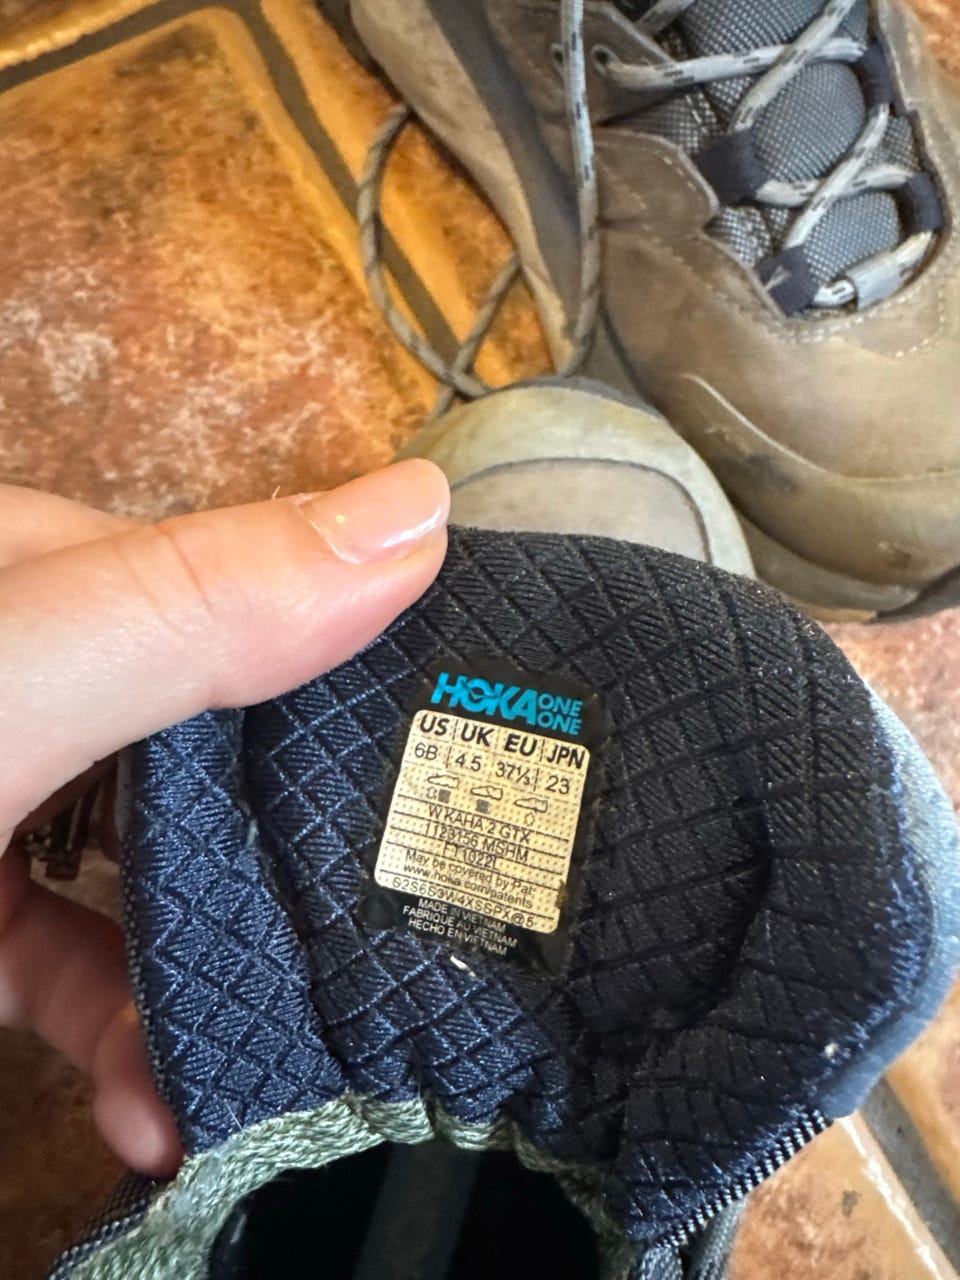 HOKA ONE ONE
US UK EU JPN
6B 4.5 37⅓ 23
W KAHA 2 GTX
1123156 MSHM
FT1022L
May be covered by Pat.
www.hoka.com/patents
MADE IN VIETNAM
FABRIQUE AU VIETNAM
HECHO EN VIETNAM